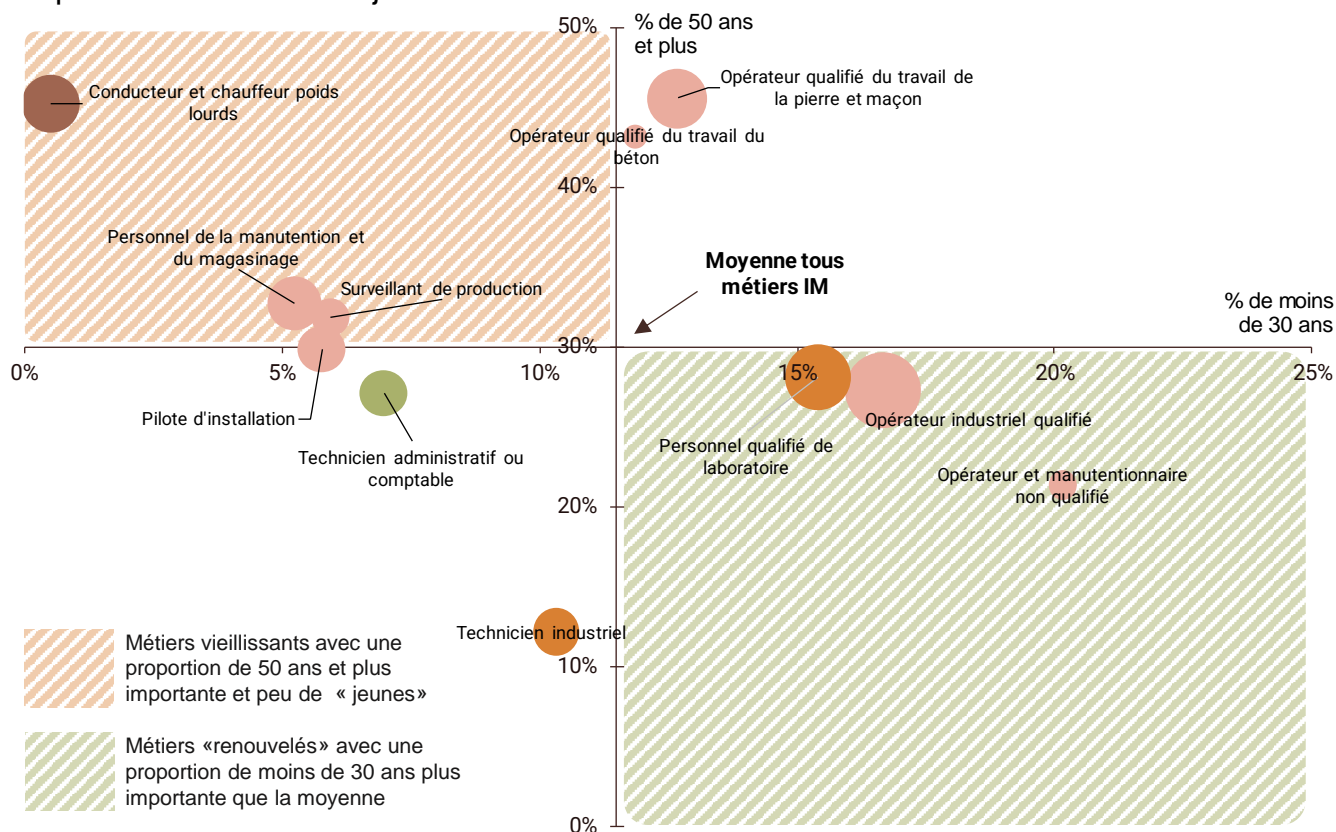 50%
% de 50 ans
et plus
Conducteur et chauffeur poids
lourds
Opérateur qualifié du travail de
la pierre et maçon
Opérateur qualifié du travail du
béton
40%
Personnel de la manutention et
du magasinage
Surveillant de production
Moyenne tous
métiers IM
% de moins
de 30 ans
30%
0%
5%
10%
15%
20%
25%
Pilote d'installation
Technicien administratif ou
comptable
Opérateur industriel qualifié
Personnel qualifié de
laboratoire
Opérateur et manutentionnaire
non qualifié
20%
Technicien industriel
10%
0%
Métiers vieillissants avec une
proportion de 50 ans et plus
importante et peu de « jeunes»
Métiers «renouvelés» avec une
proportion de moins de 30 ans plus
importante que la moyenne